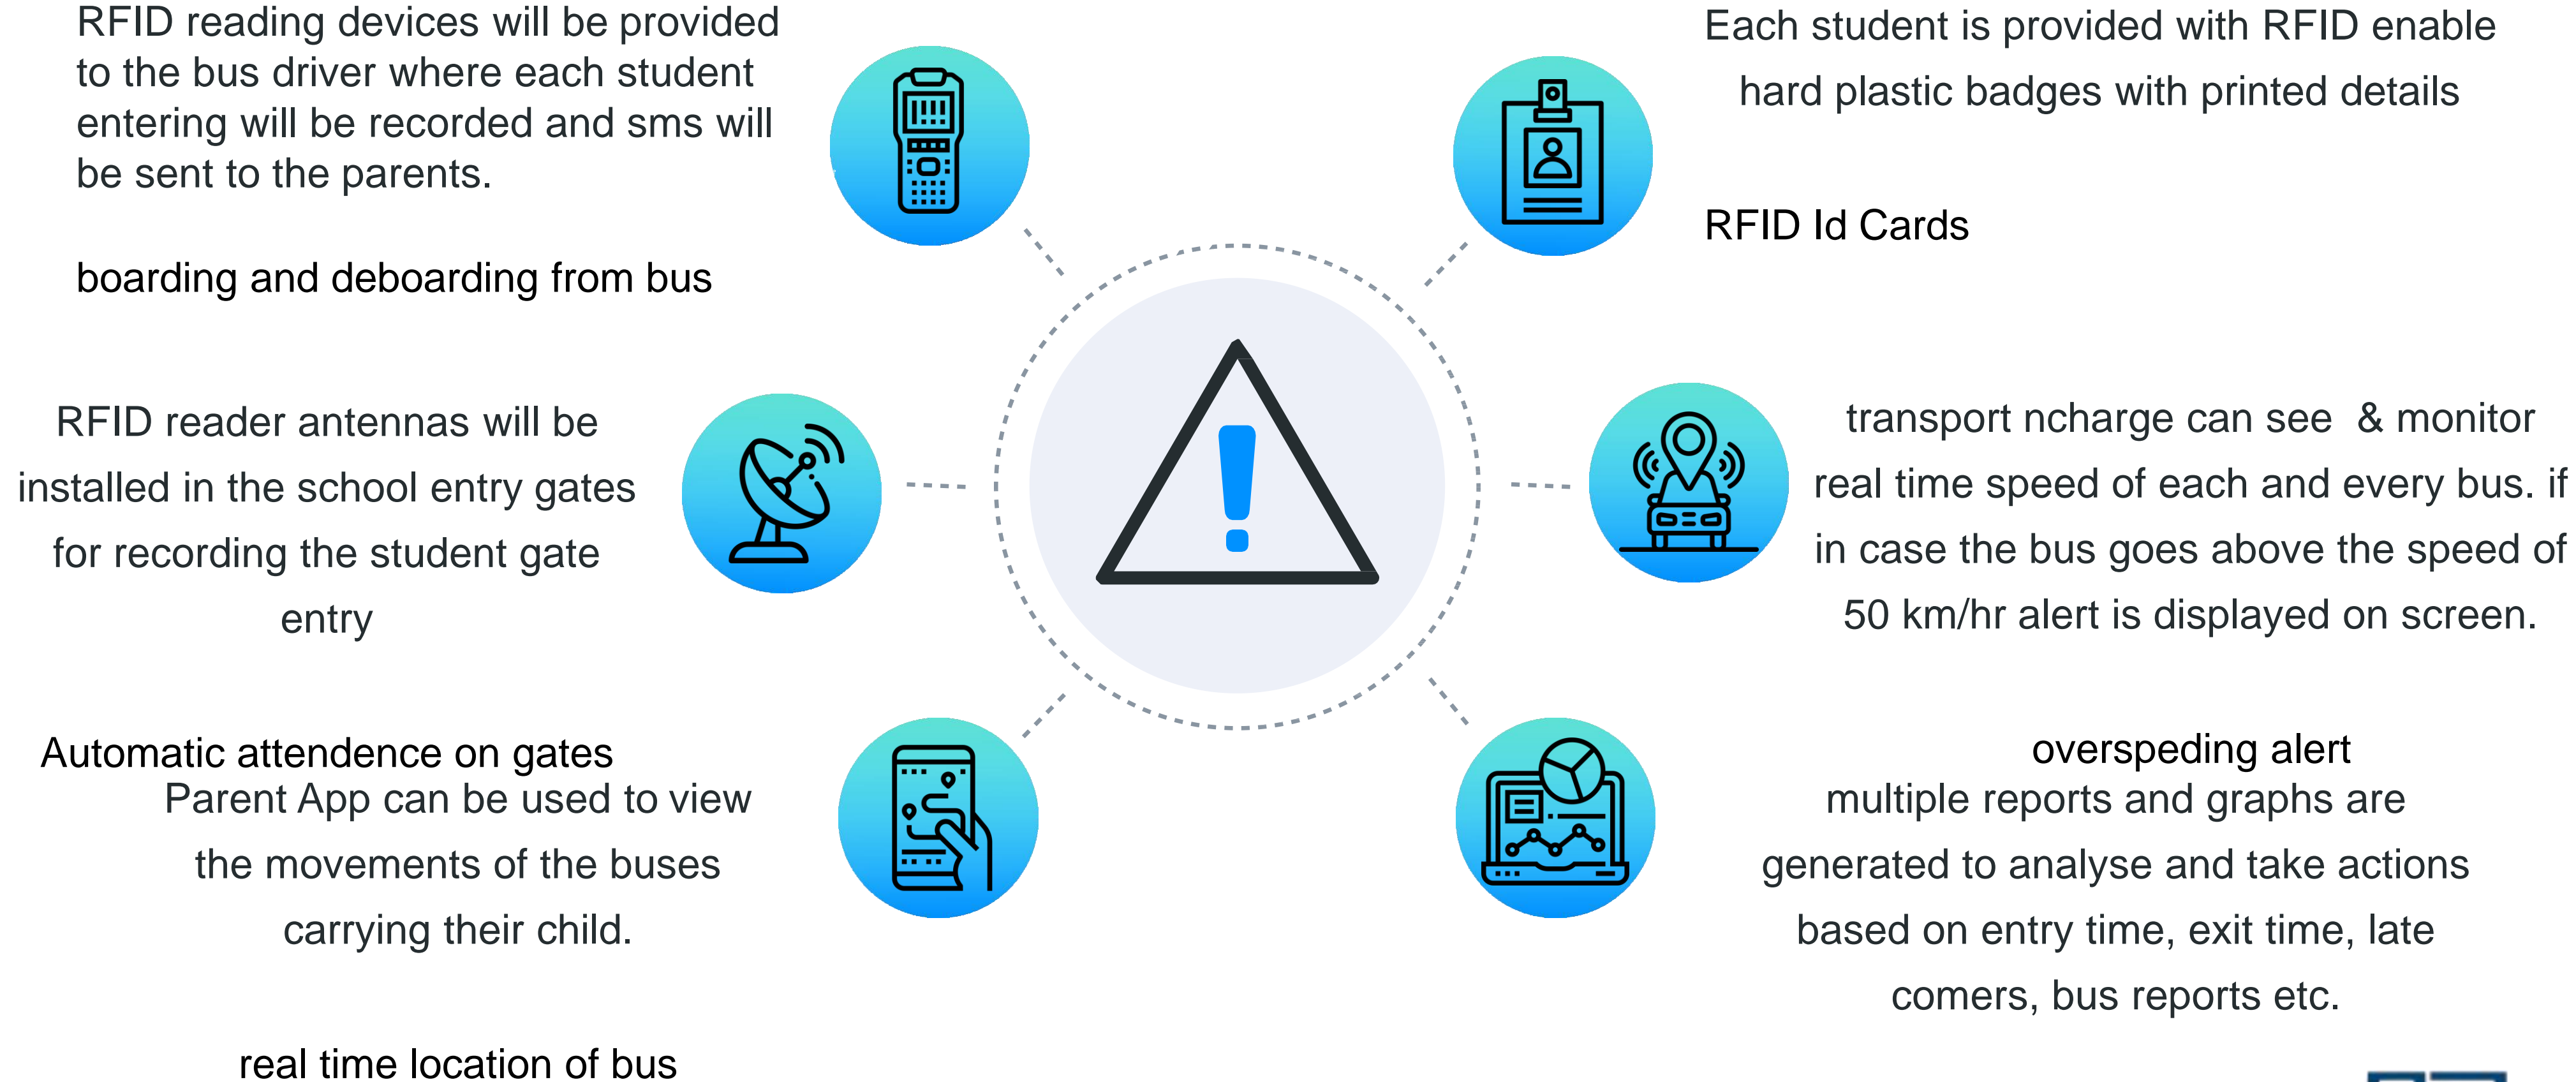 RFID reading devices will be provided
to the bus driver where each student
entering will be recorded and sms will
be sent to the parents.
boarding and deboarding from bus
RFID reader antennas will be
installed in the school entry gates
for recording the student gate
entry
Automatic attendence on gates
Parent App can be used to view
the movements of the buses
carrying their child.
real time location of bus
Each student is provided with RFID enable
hard plastic badges with printed details
RFID Id Cards
transport ncharge can see  & monitor
real time speed of each and every bus. if
in case the bus goes above the speed of
50 km/hr alert is displayed on screen.
overspeding alert
multiple reports and graphs are
generated to analyse and take actions
based on entry time, exit time, late
comers, bus reports etc.